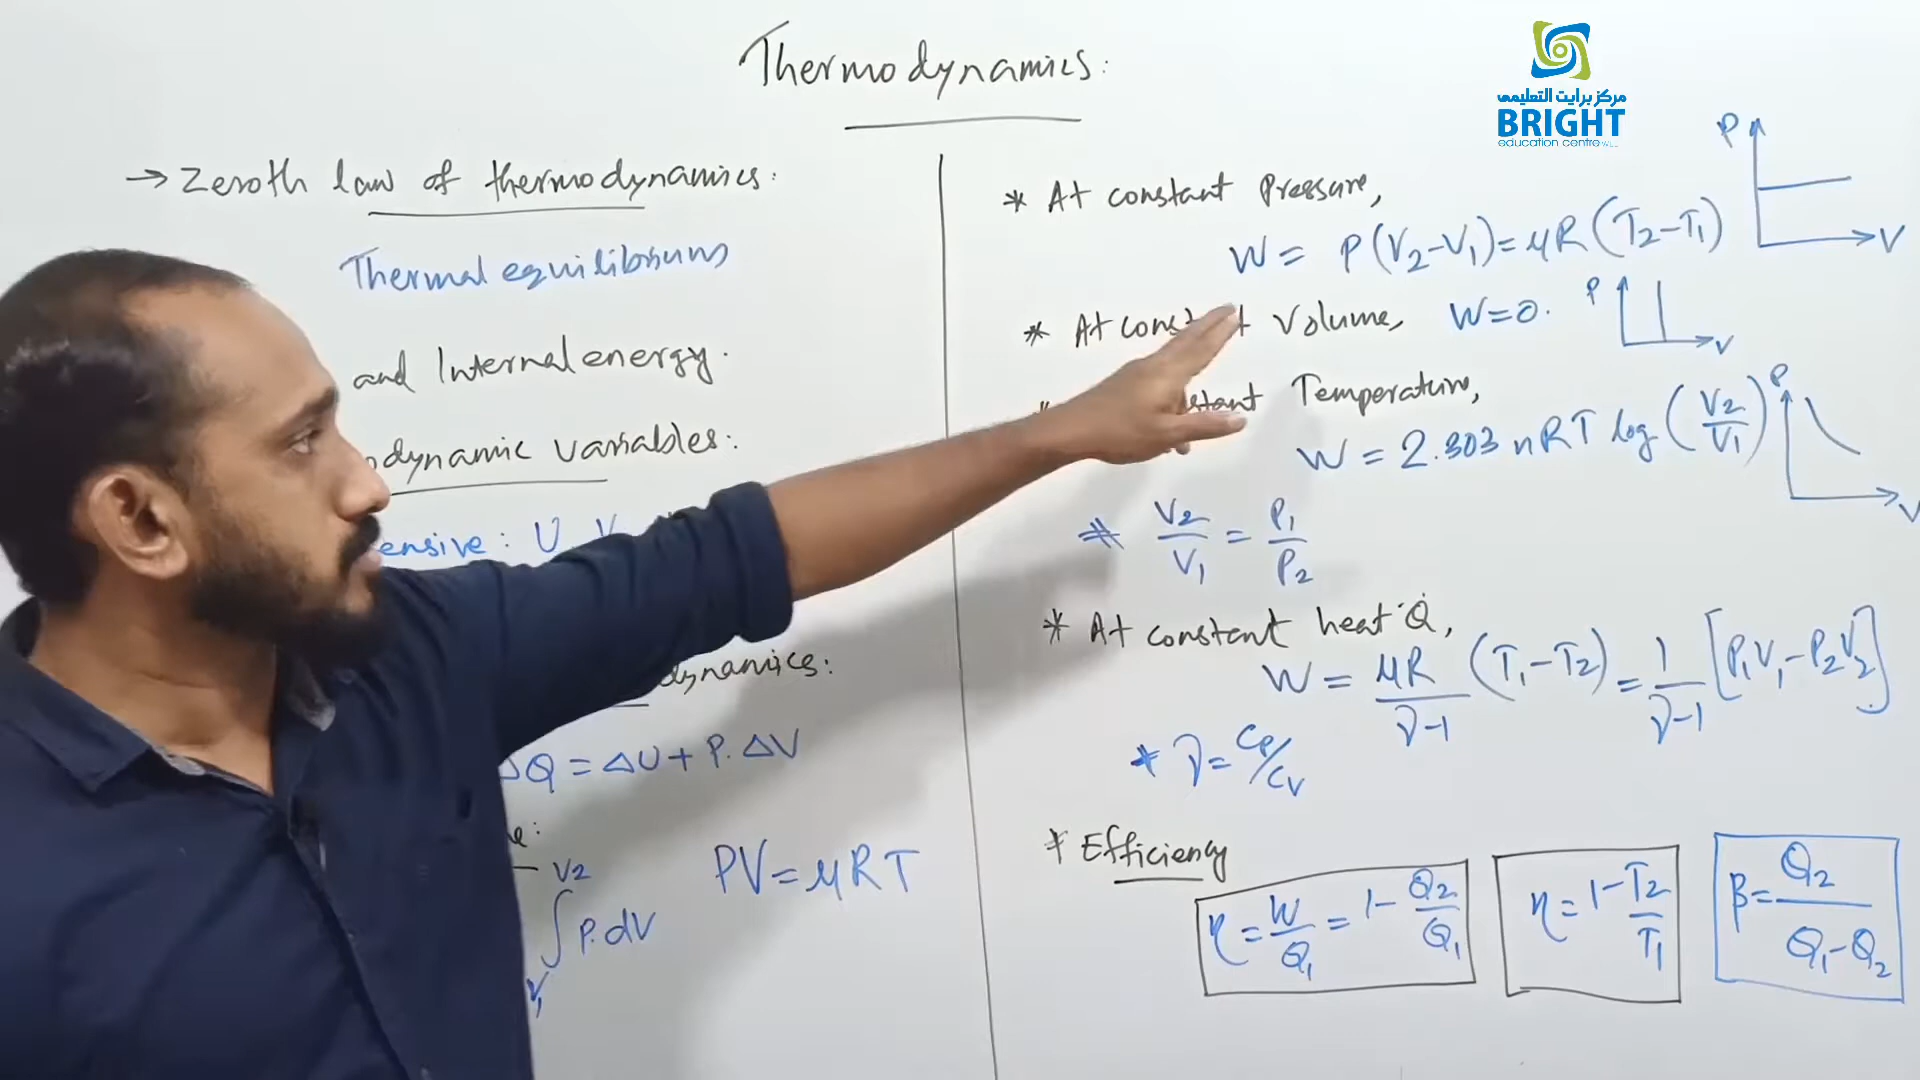 Thermodynamics:
مركز برايت التعليمي
BRIGHT
education centre W.L.L
→ Zeroth law of thermodynamics:
Thermal equilibrium
and Internal energy.
dynamic variables:
ensive: U V
dynamics:
ΔQ = ΔU + P.ΔV
e:
V2
∫ P.dV
V1
PV = μRT
* At constant Pressure,
W = P(V2-V1) = μR(T2-T1)
P
V
* At constant Volume, W=0.
P
V
* stant Temperature,
W = 2.303 nRT log (V2/V1)
P
V
* V2/V1 = P1/P2
* At constant heat Q,
W = μR/γ-1 (T1-T2) = 1/γ-1 [P1V1-P2V2]
* γ = CP/CV
* Efficiency
η = W/Q1 = 1- Q2/Q1
η = 1- T2/T1
β = Q2/Q1-Q2